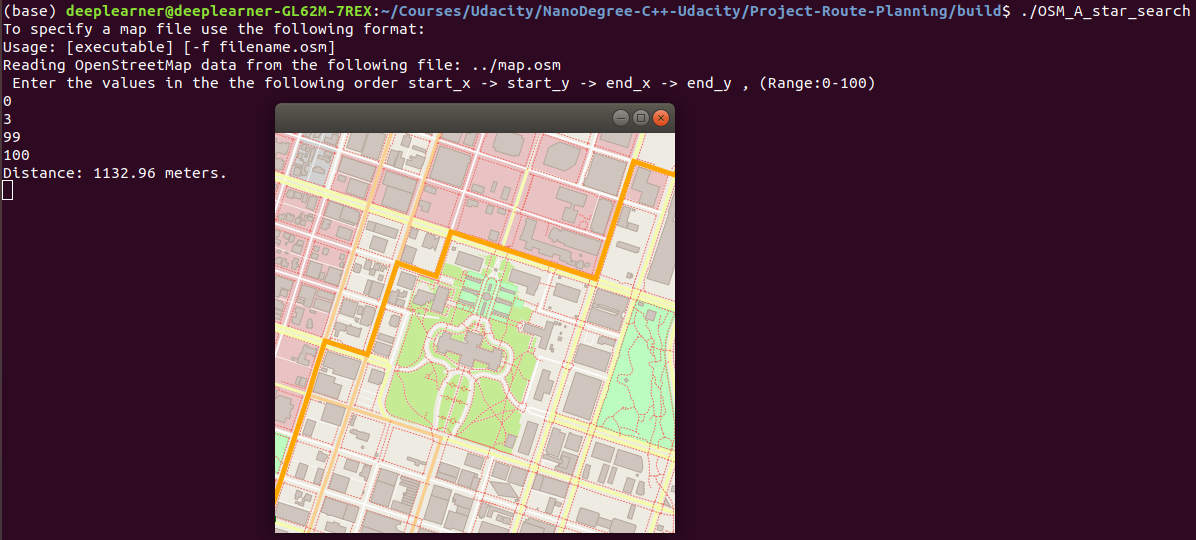 (base) deeplearner@deeplearner-GL62M-7REX:~/Courses/Udacity/NanoDegree-C++-Udacity/Project-Route-Planning/build$ ./OSM_A_star_search
To specify a map file use the following format:
Usage: [executable] [-f filename.osm]
Reading OpenStreetMap data from the following file: ../map.osm
 Enter the values in the the following order start_x -> start_y -> end_x -> end_y , (Range:0-100)
0
3
99
100
Distance: 1132.96 meters.